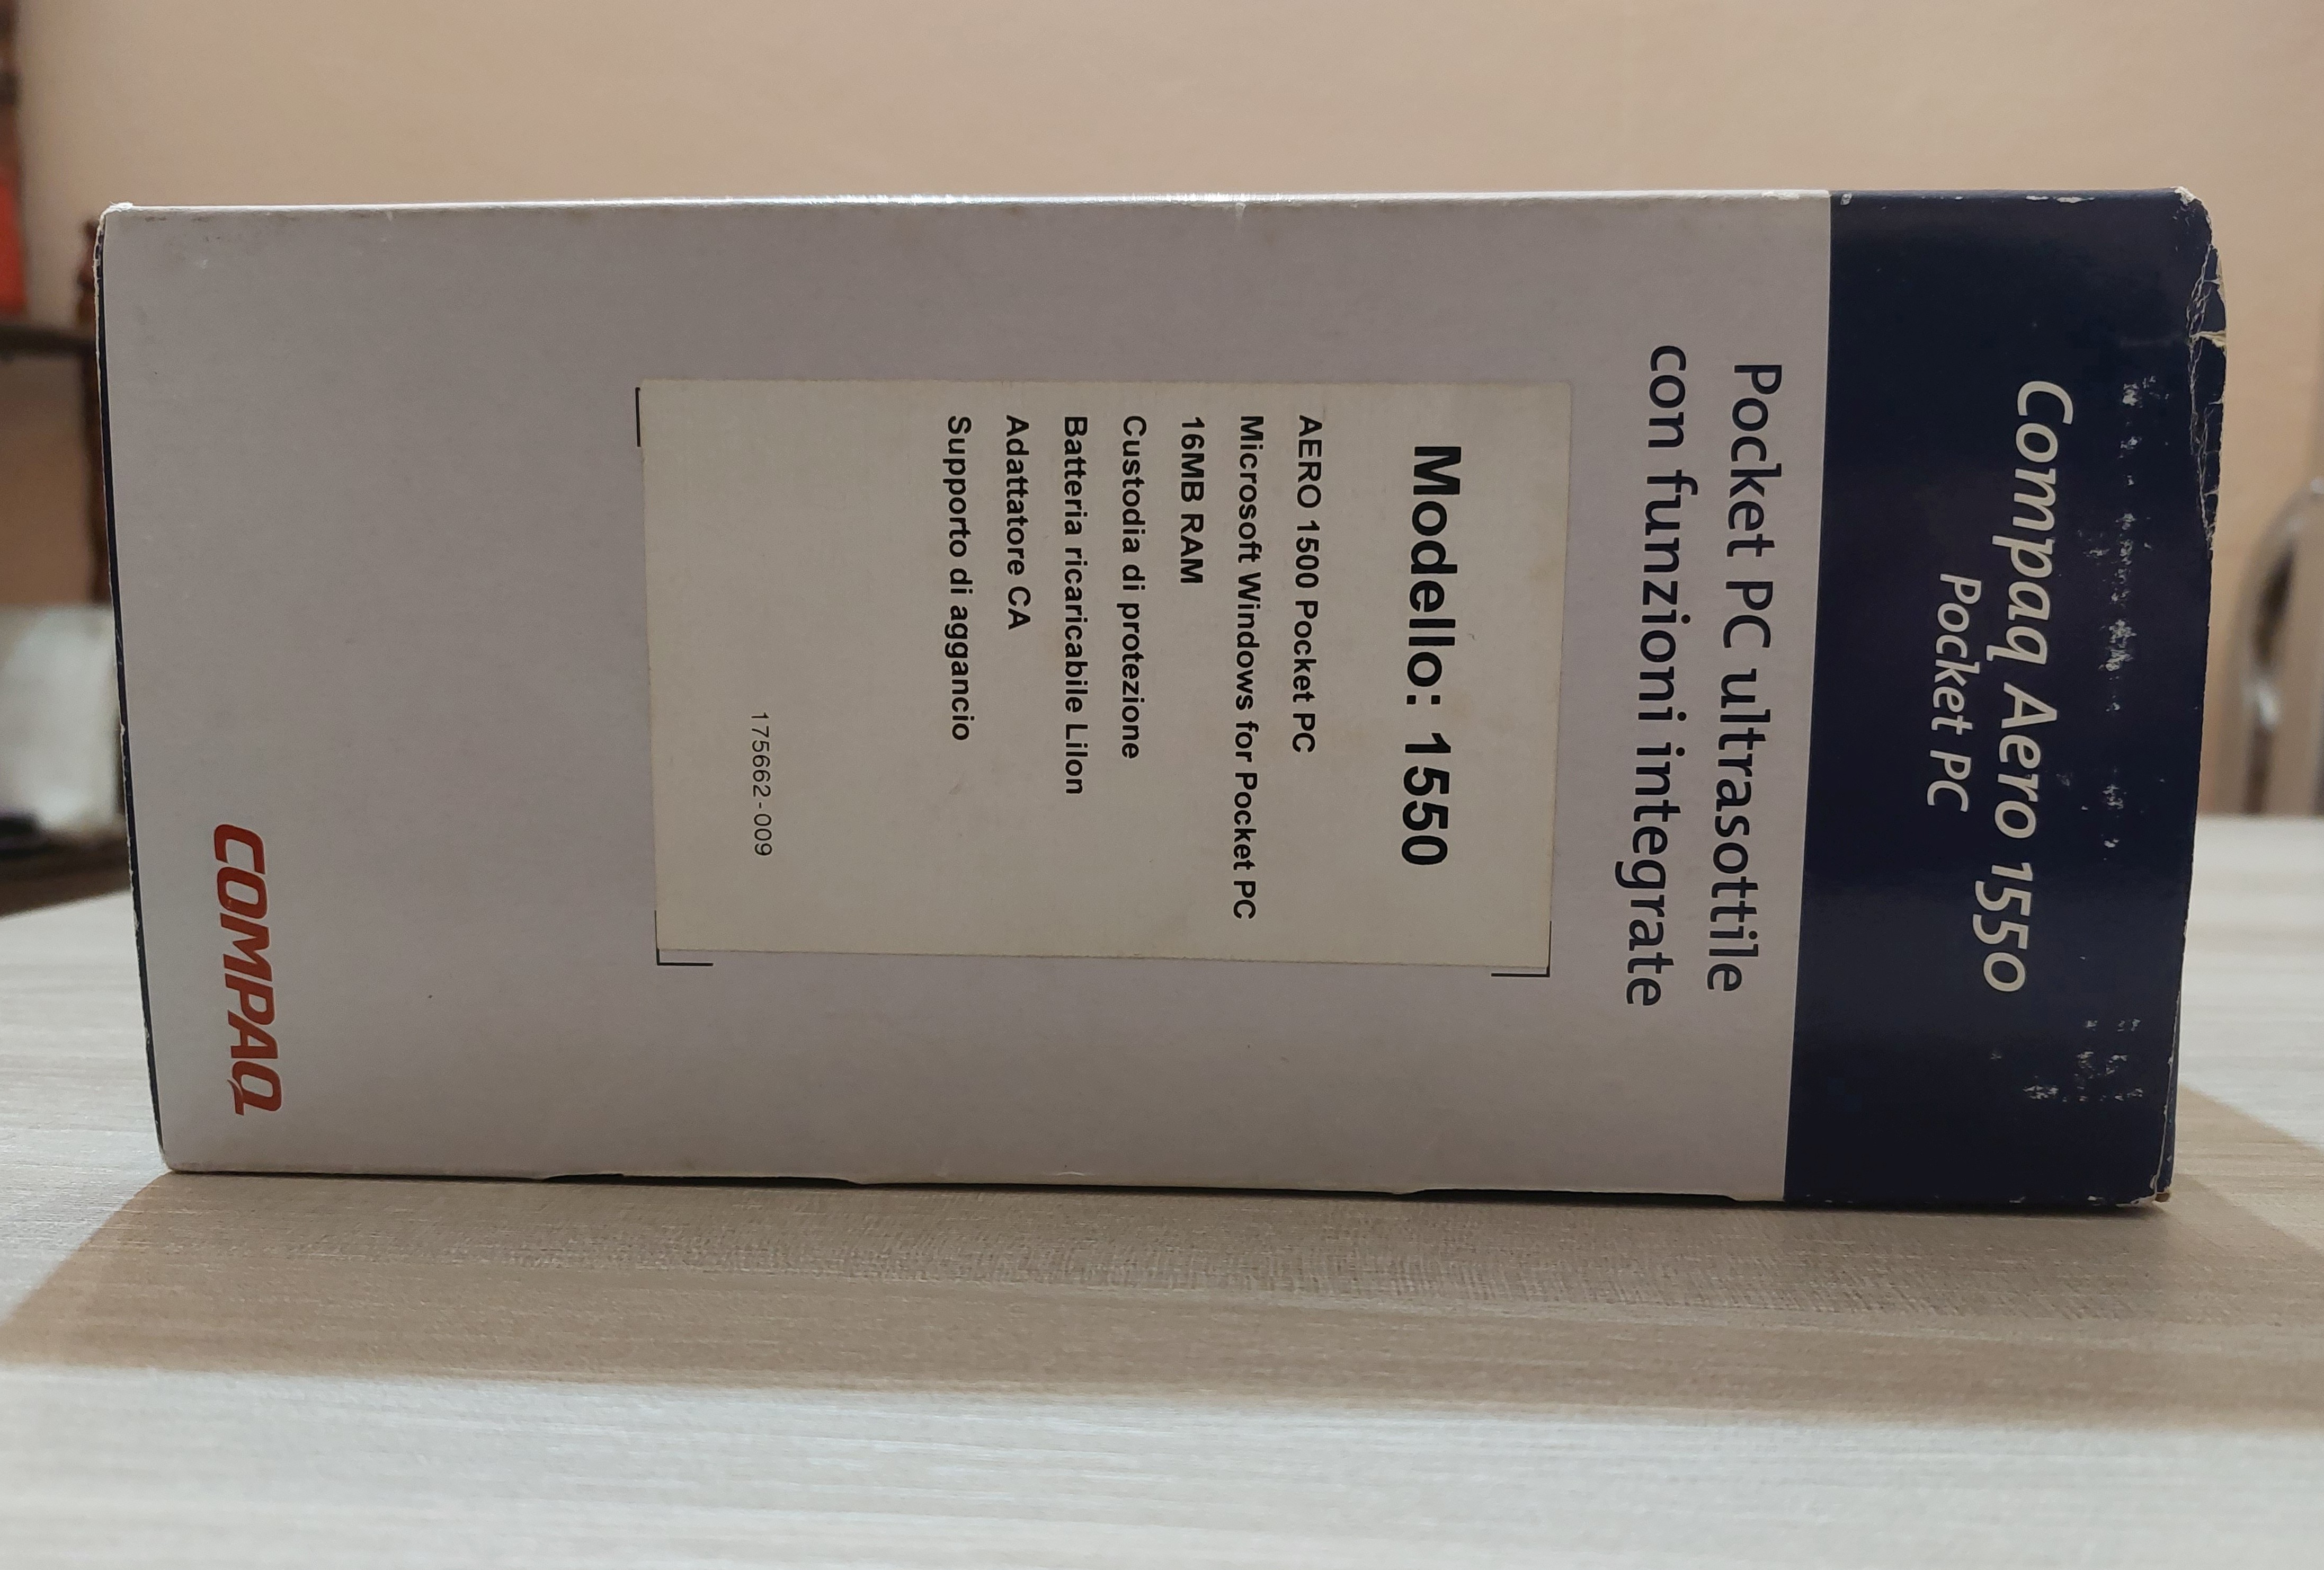 Compaq Aero 1550
Pocket PC
Pocket PC ultrasottile
con funzioni integrate
Modello: 1550
AERO 1500 Pocket PC
Microsoft Windows for Pocket PC
16MB RAM
Custodia di protezione
Batteria ricaricabile LiIon
Adattatore CA
Supporto di aggancio
175662-009
COMPAQ